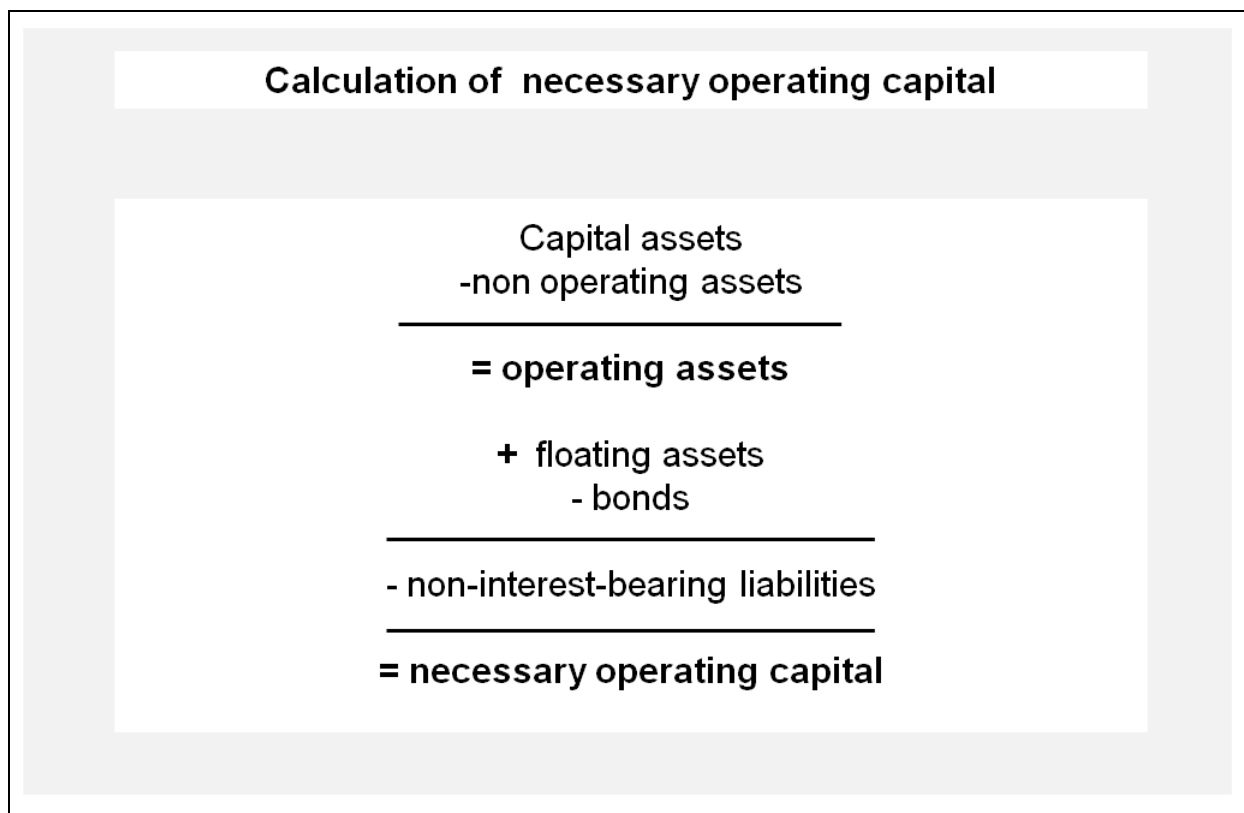 Calculation of necessary operating capital
Capital assets
-non operating assets
= operating assets
+ floating assets
- bonds
- non-interest-bearing liabilities
= necessary operating capital